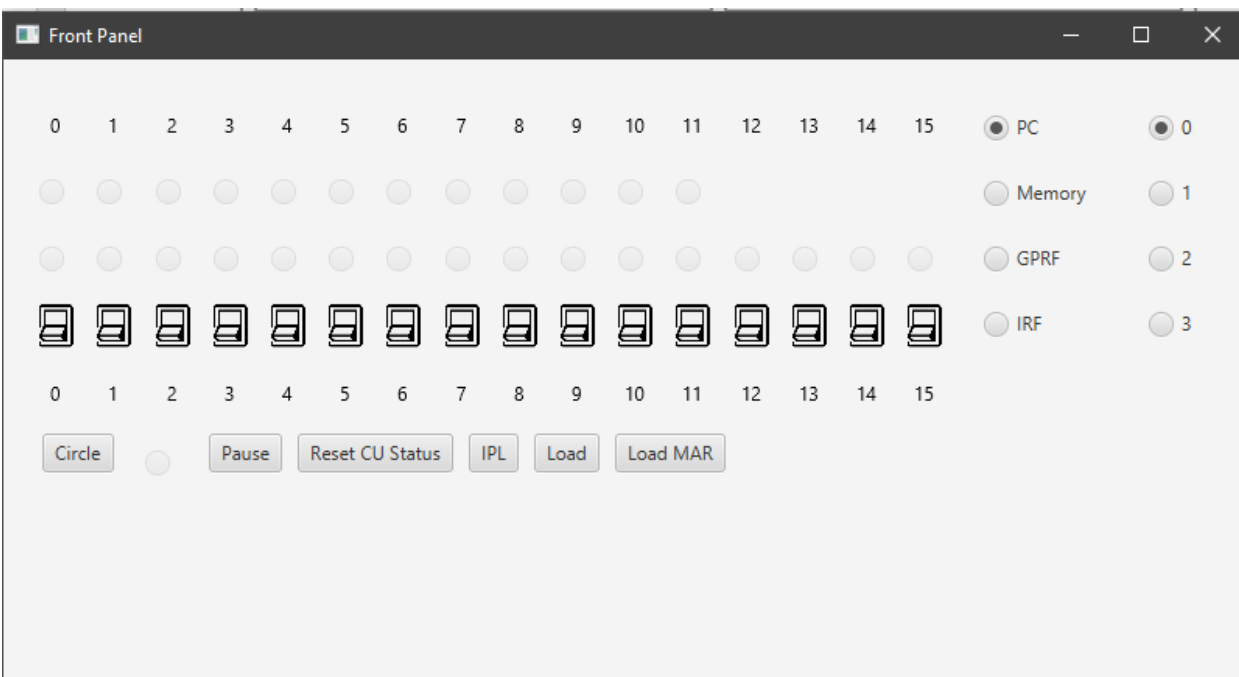 Front Panel
0 1 2 3 4 5 6 7 8 9 10 11 12 13 14 15 PC 0
Memory 1
GPRF 2
IRF 3
0 1 2 3 4 5 6 7 8 9 10 11 12 13 14 15
Circle Pause Reset CU Status IPL Load Load MAR